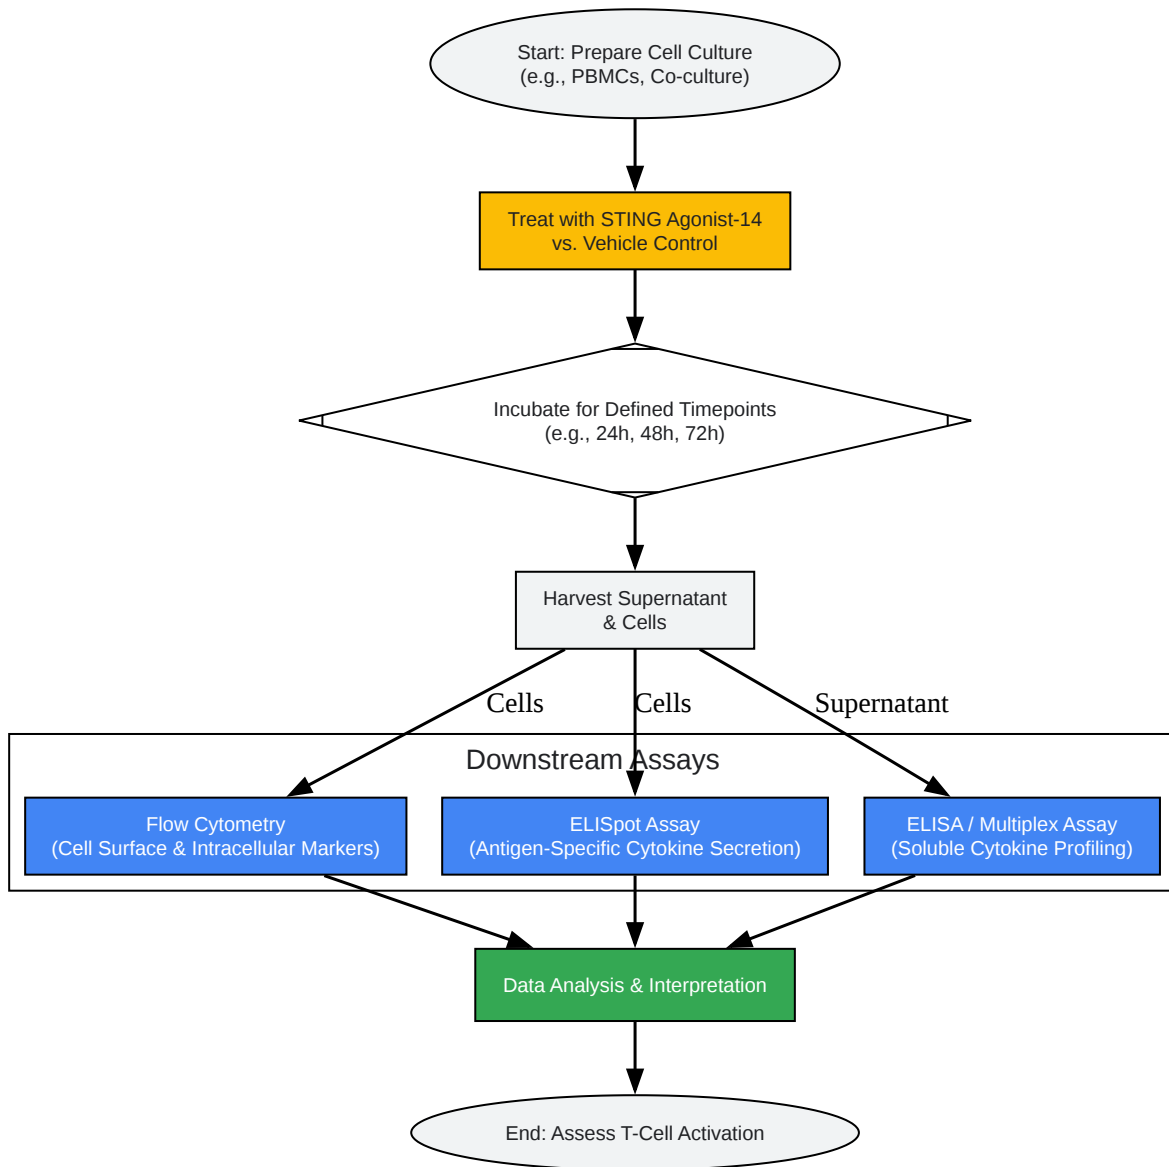 Start: Prepare Cell Culture
(e.g., PBMCs, Co-culture)
Treat with STING Agonist-14
vs. Vehicle Control
Incubate for Defined Timepoints
(e.g., 24h, 48h, 72h)
Harvest Supernatant
& Cells
Cells
Cells
Supernatant
Downstream Assays
Flow Cytometry
(Cell Surface & Intracellular Markers)
ELISpot Assay
(Antigen-Specific Cytokine Secretion)
ELISA / Multiplex Assay
(Soluble Cytokine Profiling)
Data Analysis & Interpretation
End: Assess T-Cell Activation